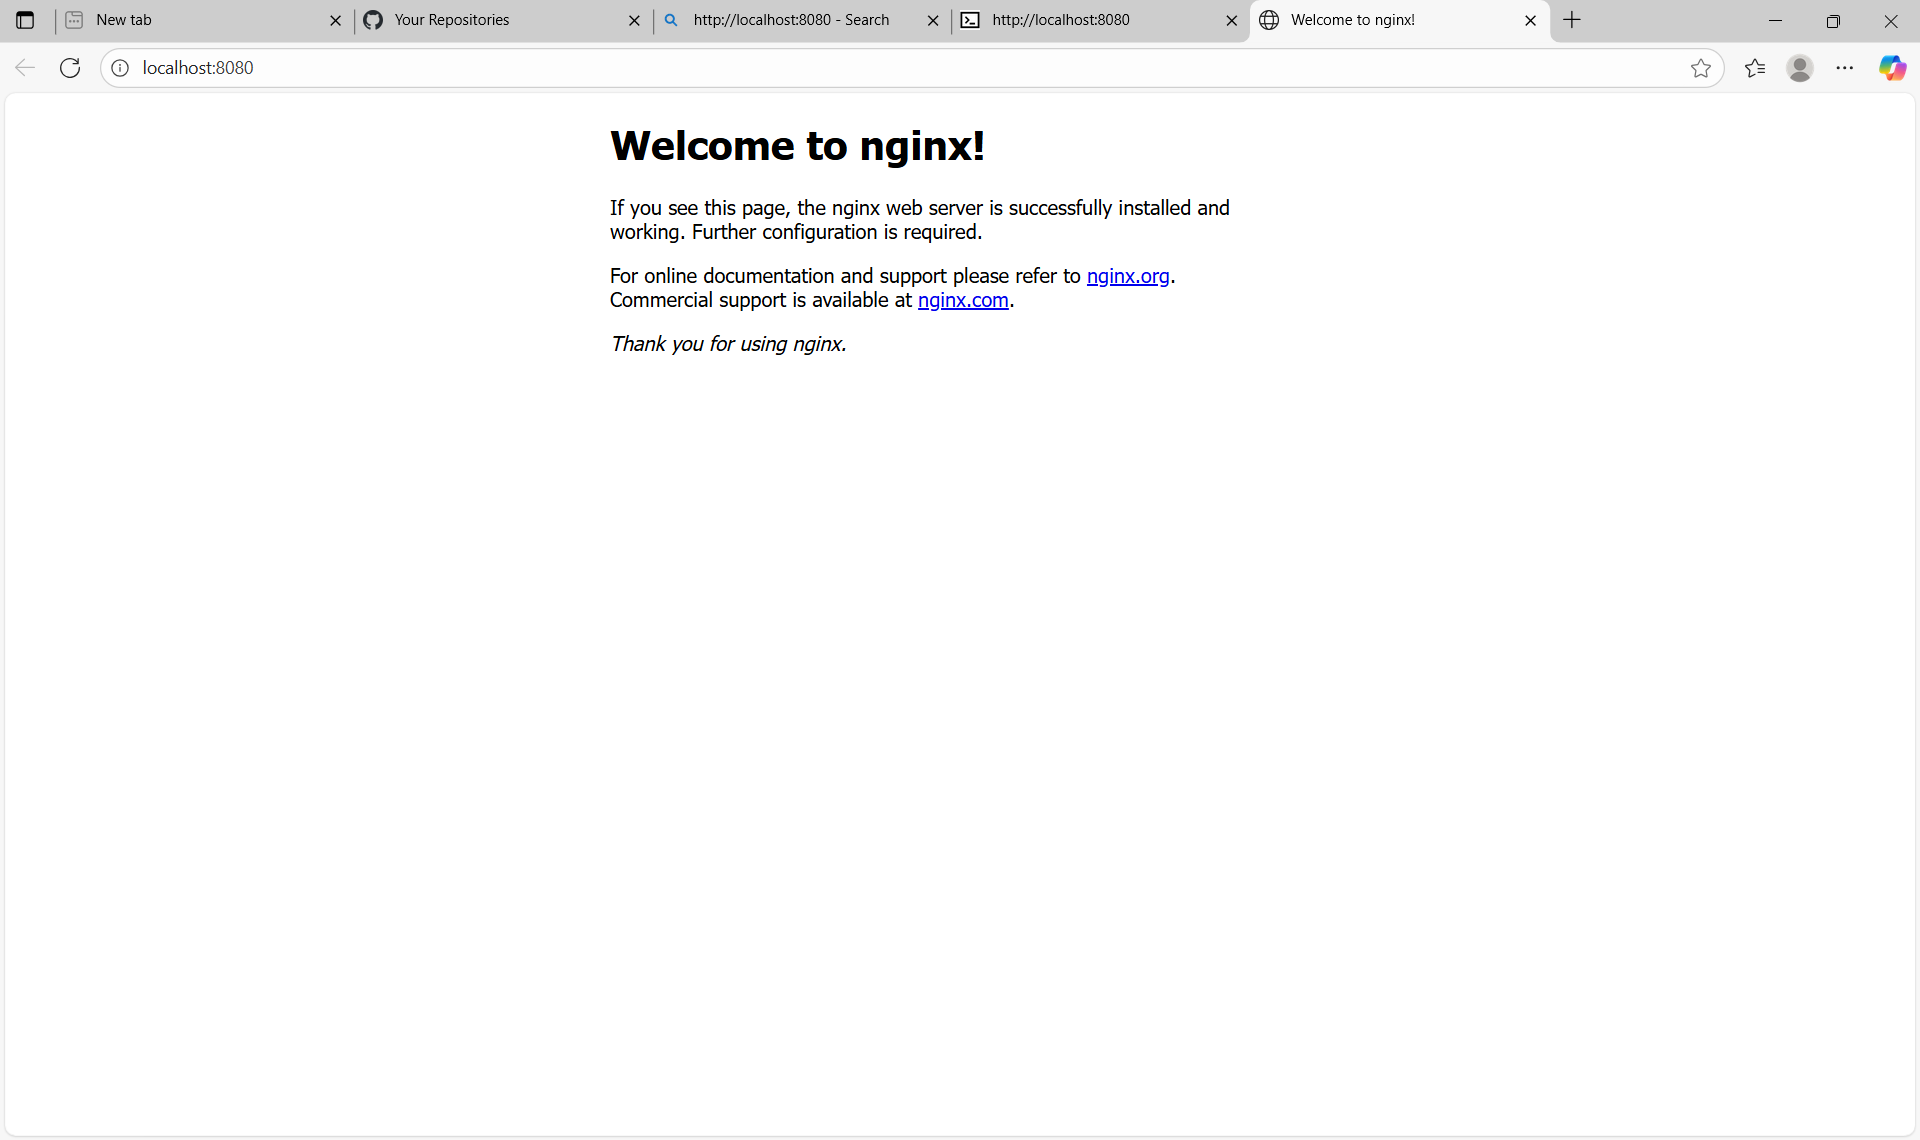 New tab
Your Repositories
http://localhost:8080 - Search
http://localhost:8080
Welcome to nginx!
localhost:8080
Welcome to nginx!
If you see this page, the nginx web server is successfully installed and
working. Further configuration is required.
For online documentation and support please refer to nginx.org.
Commercial support is available at nginx.com.
Thank you for using nginx.